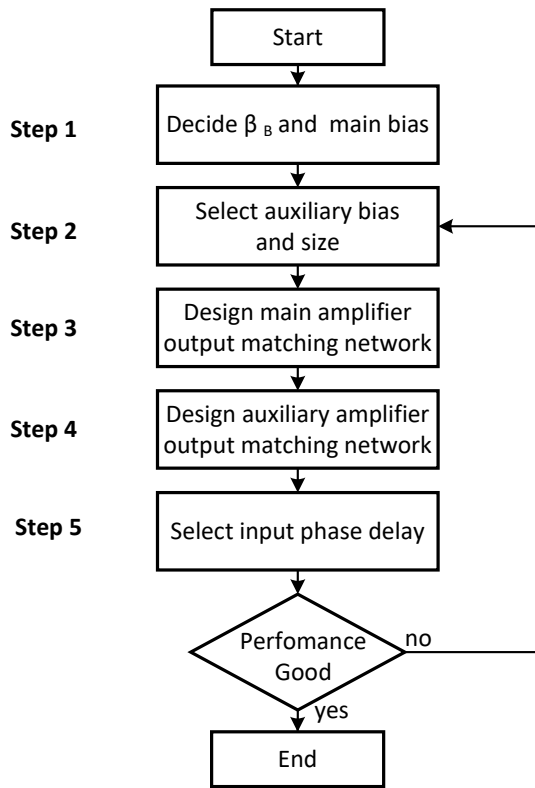 Start
Step 1
Decide β B and main bias
Step 2
Select auxiliary bias
and size
Step 3
Design main amplifier
output matching network
Step 4
Design auxiliary amplifier
output matching network
Step 5
Select input phase delay
Perfomance
Good
no
yes
End